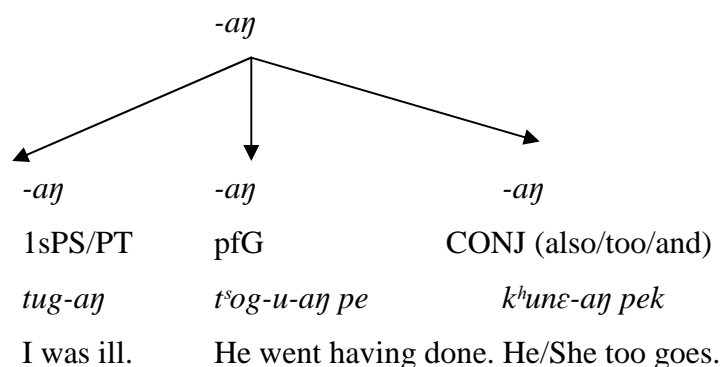 -aŋ
-aŋ -aŋ -aŋ
1sPS/PT pfG CONJ (also/too/and)
tug-aŋ tˢog-u-aŋ pe kʰunɛ-aŋ pek
I was ill. He went having done. He/She too goes.